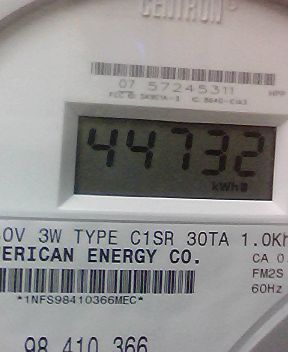 CENTRON
07 57245311
44732
kWh
0V 3W TYPE C1SR 30TA 1.0Kh
ERICAN ENERGY CO.
CA 0.
FM2S
*1NFS98410366MEC*
60Hz
98 410 366